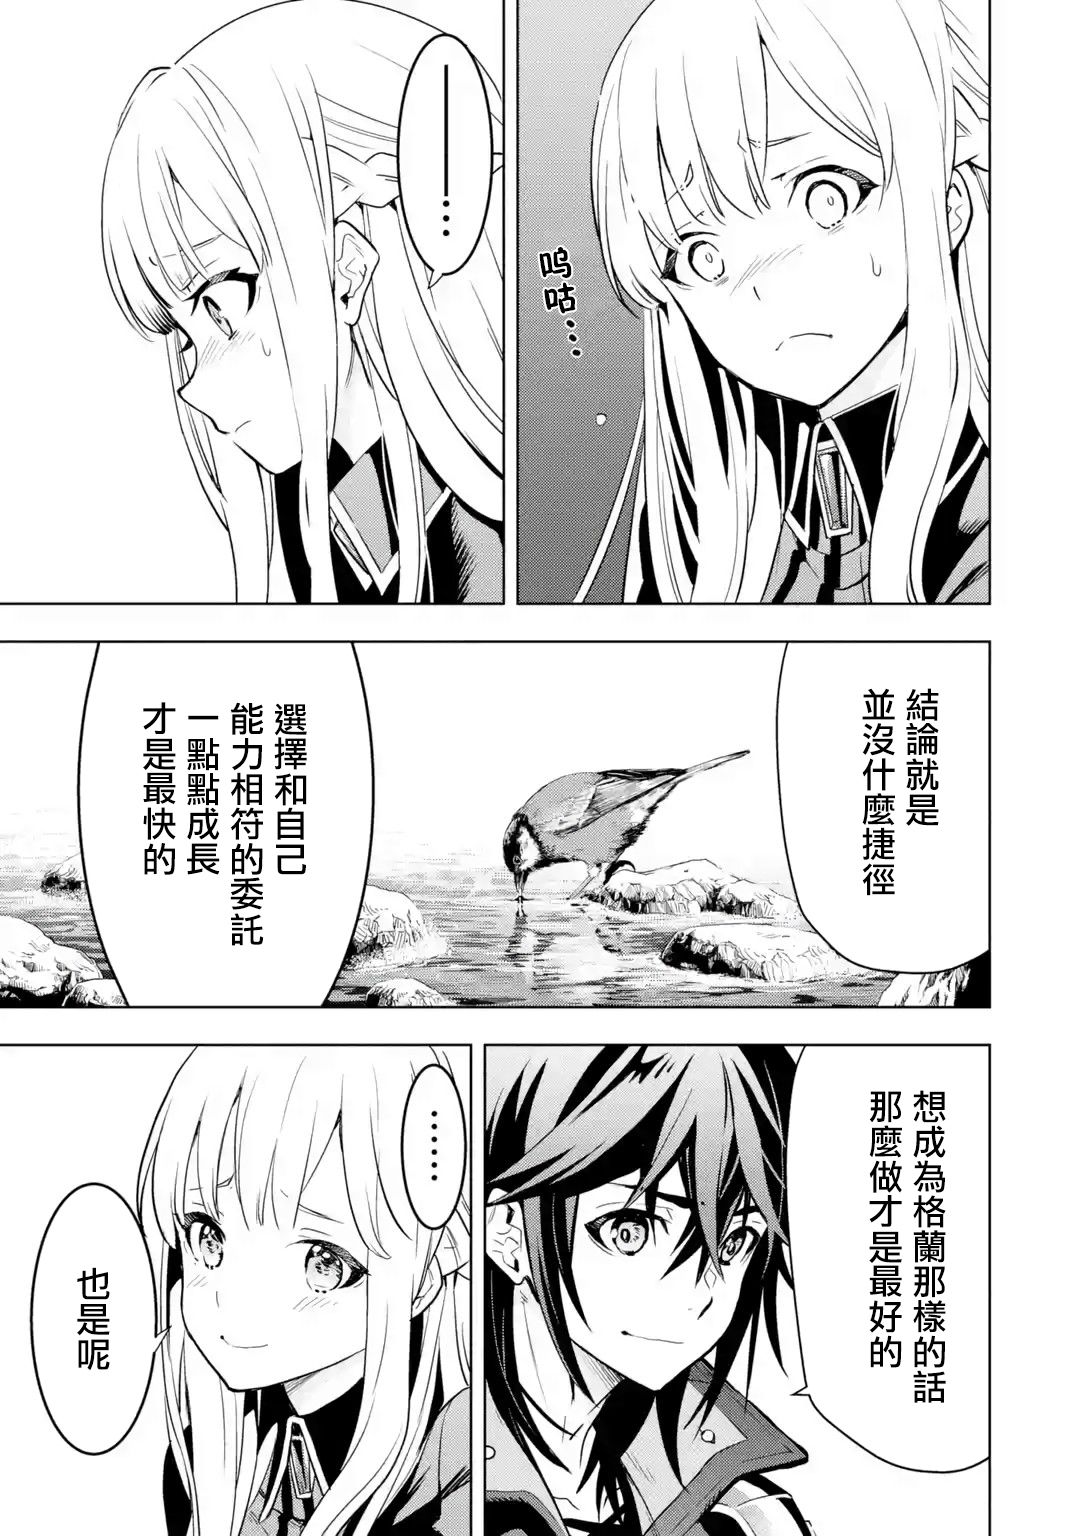 呜咕…
——…
結論就是
並沒什麼捷徑
選擇和自己
能力相符的委託
一點點成長
才是最快的
想成為格蘭那樣的話
那麼做才是最好的
……
也是呢